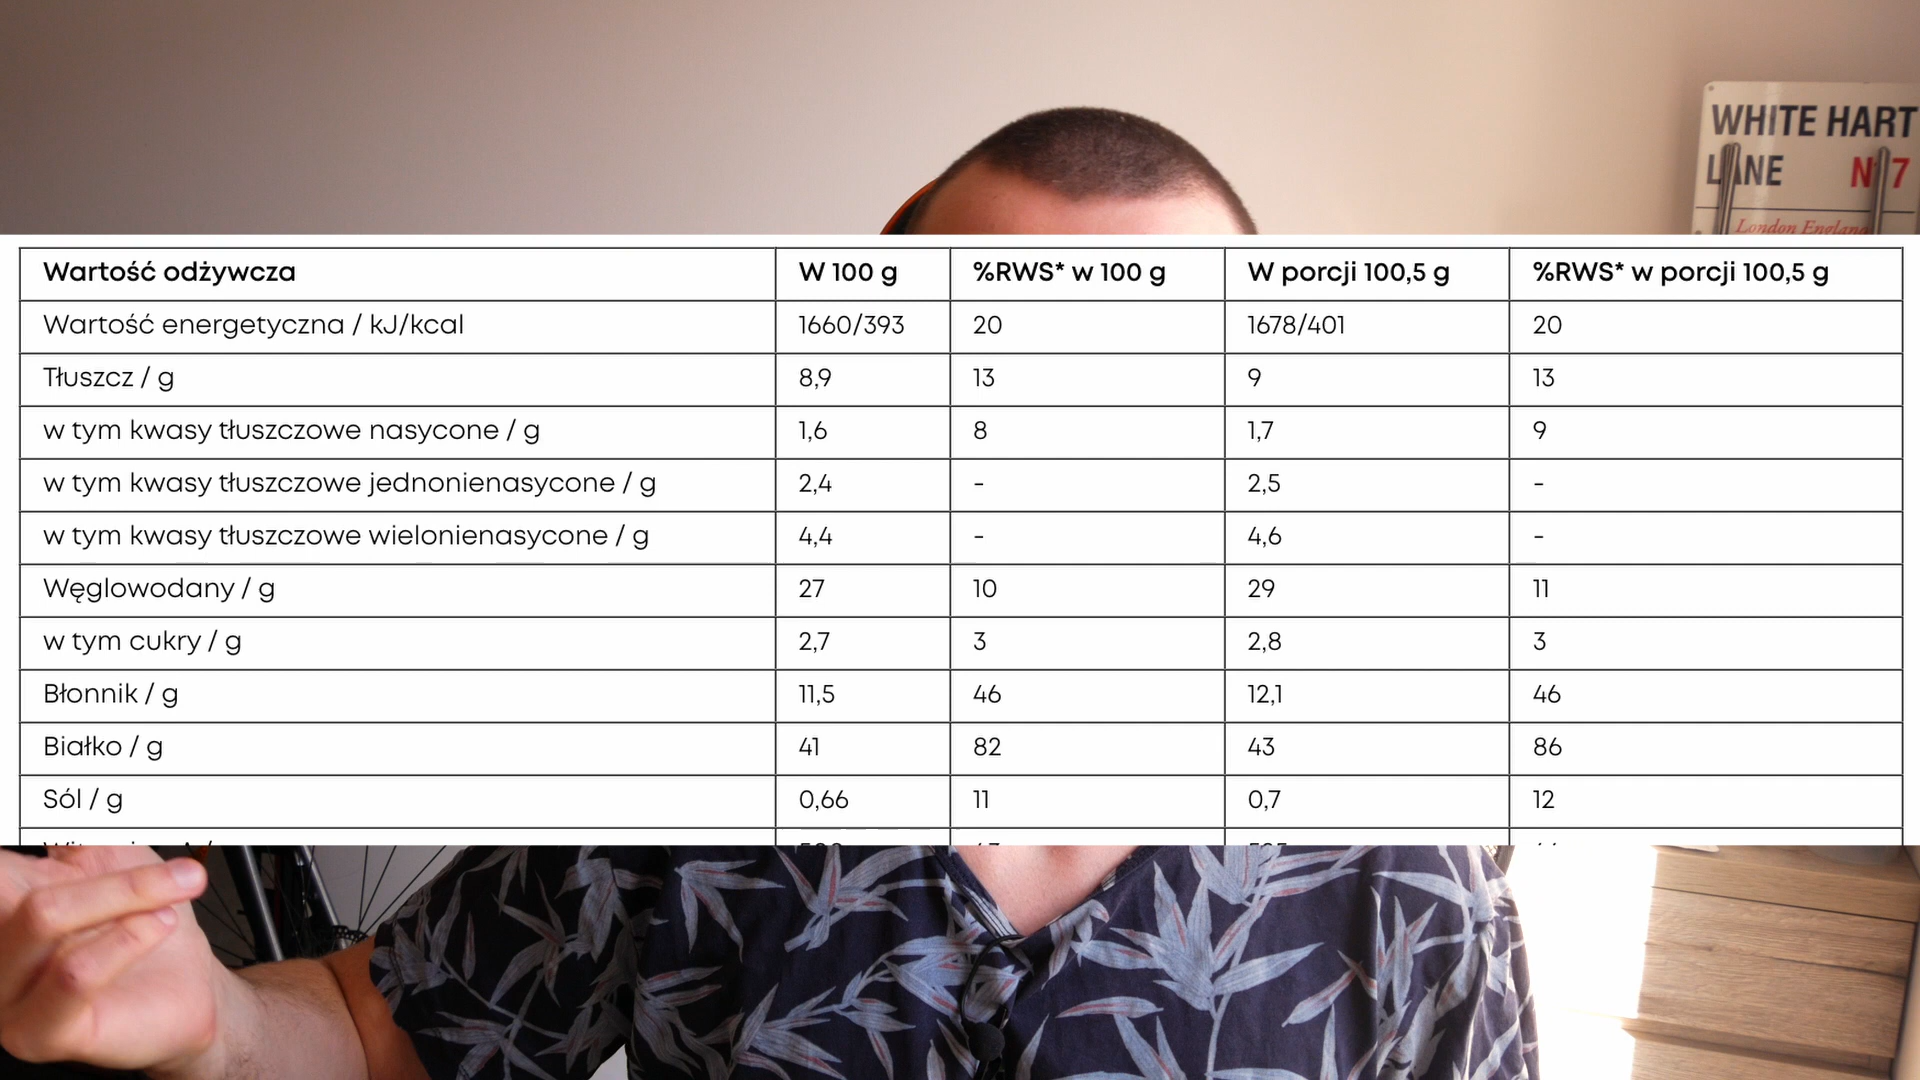 WHITE HART
LANE N17
London England
Wartość odżywcza W 100 g %RWS* w 100 g W porcji 100,5 g %RWS* w porcji 100,5 g
Wartość energetyczna / kJ/kcal 1660/393 20 1678/401 20
Tłuszcz / g 8,9 13 9 13
w tym kwasy tłuszczowe nasycone / g 1,6 8 1,7 9
w tym kwasy tłuszczowe jednonienasycone / g 2,4 - 2,5 -
w tym kwasy tłuszczowe wielonienasycone / g 4,4 - 4,6 -
Węglowodany / g 27 10 29 11
w tym cukry / g 2,7 3 2,8 3
Błonnik / g 11,5 46 12,1 46
Białko / g 41 82 43 86
Sól / g 0,66 11 0,7 12